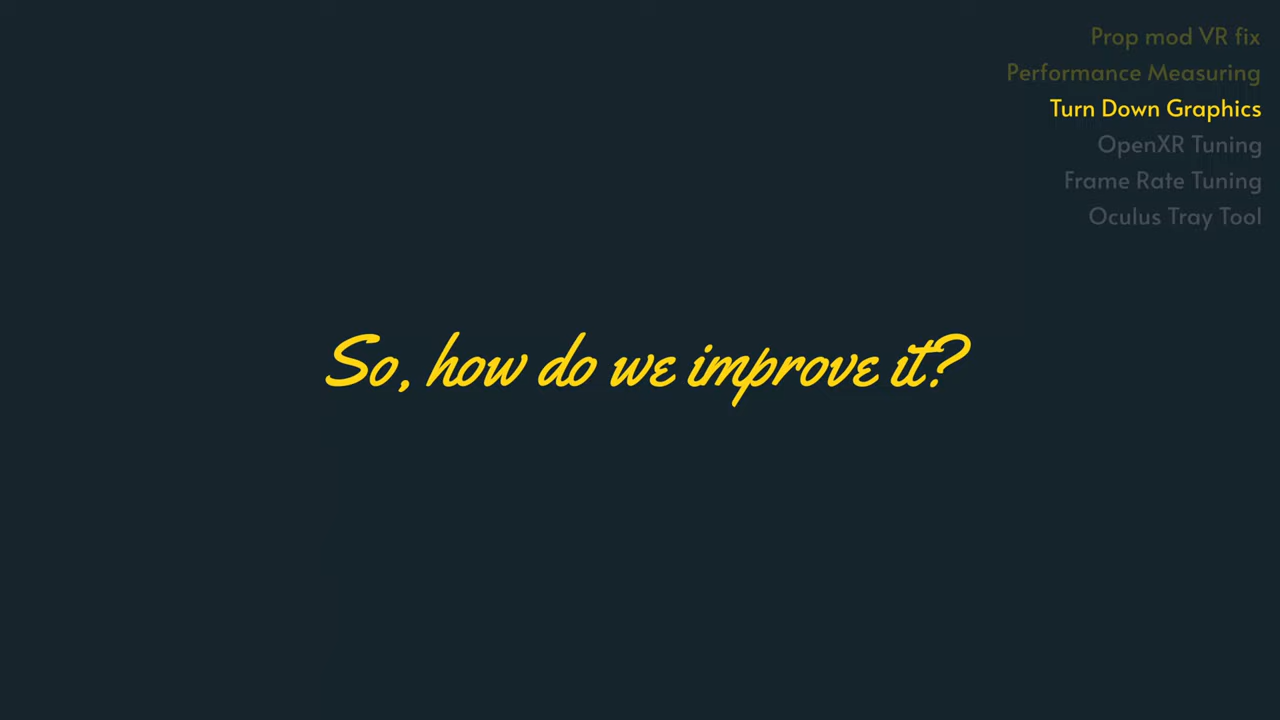 Prop mod VR fix
Performance Measuring
Turn Down Graphics
OpenXR Tuning
Frame Rate Tuning
Oculus Tray Tool
So, how do we improve it?